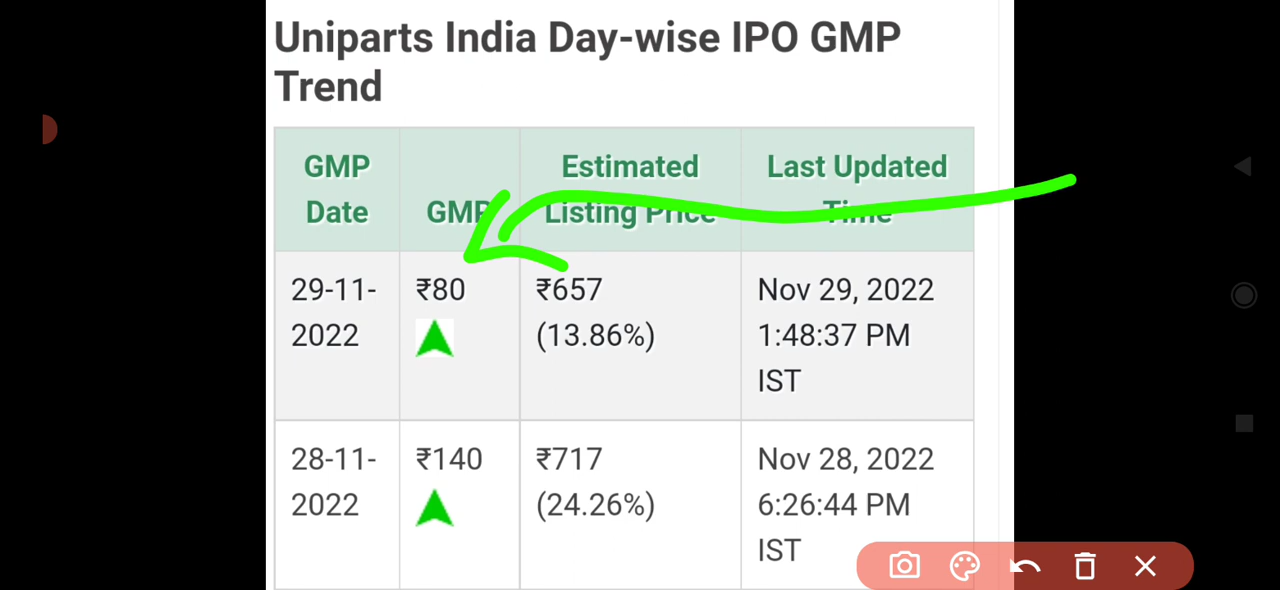 Uniparts India Day-wise IPO GMP
Trend
GMP
Date
GMP
Estimated
Listing Price
Last Updated
Time
29-11-
2022
₹80
₹657
(13.86%)
Nov 29, 2022
1:48:37 PM
IST
28-11-
2022
₹140
₹717
(24.26%)
Nov 28, 2022
6:26:44 PM
IST